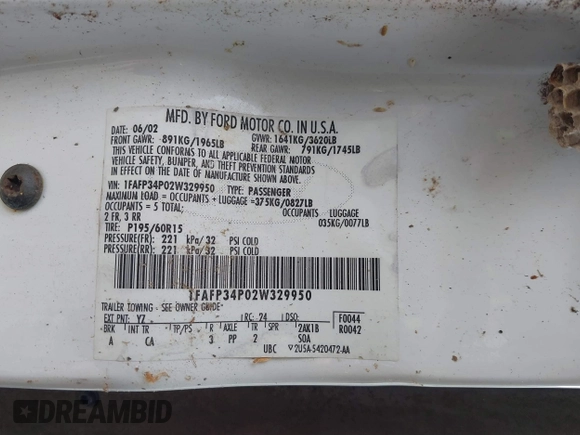 MFD. BY FORD MOTOR CO. IN U.S.A.
DATE: 06/02 GVWR: 1641KG/3620LB
FRONT GAWR: 891KG/1965LB REAR GAWR: 791KG/1745LB
THIS VEHICLE CONFORMS TO ALL APPLICABLE FEDERAL MOTOR
VEHICLE SAFETY, BUMPER, AND THEFT PREVENTION STANDARDS
IN EFFECT ON THE DATE OF MANUFACTURE SHOWN ABOVE.
VIN: 1FAFP34P02W329950 TYPE: PASSENGER
MAXIMUM LOAD = OCCUPANTS + LUGGAGE = 375KG/0827LB
OCCUPANTS = 5 TOTAL; OCCUPANTS LUGGAGE
2 FR, 3 RR 035KG/0077LB
TIRE: P195/60R15
PRESSURE(FR): 221 kPa/ 32 PSI COLD
PRESSURE(RR): 221 kPa/ 32 PSI COLD
1FAFP34P02W329950
TRAILER TOWING - SEE OWNER GUIDE
EXT PNT: YZ RC: 24 DSO: F0044
BR INT TR TP/PS R AXLE TR SPR 2AK1B R0042
A CA 3 PP 2 SOA
UBC 2U5A-5420472-AA
DREAMBID